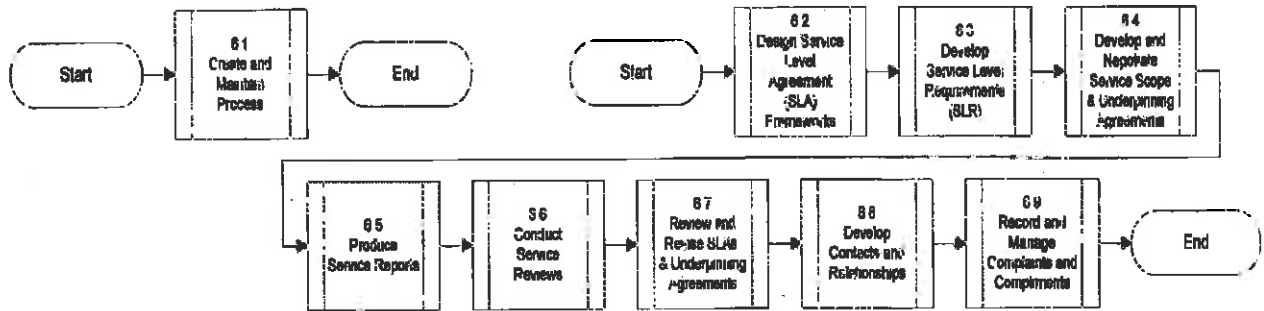 Start
6 1
Create and
Maintain
Process
End
Start
6 2
Design Service
Level
Agreement
(SLA)
Frameworks
6 3
Develop
Service Level
Requirements
(SLR)
6 4
Develop and
Negotiate
Service Scope
& Underpinning
Agreements
6 5
Produce
Service Reports
6 6
Conduct
Service
Reviews
6 7
Review and
Revise SLAs
& Underpinning
Agreements
6 8
Develop
Contacts and
Relationships
6 9
Record and
Manage
Complaints and
Compliments
End